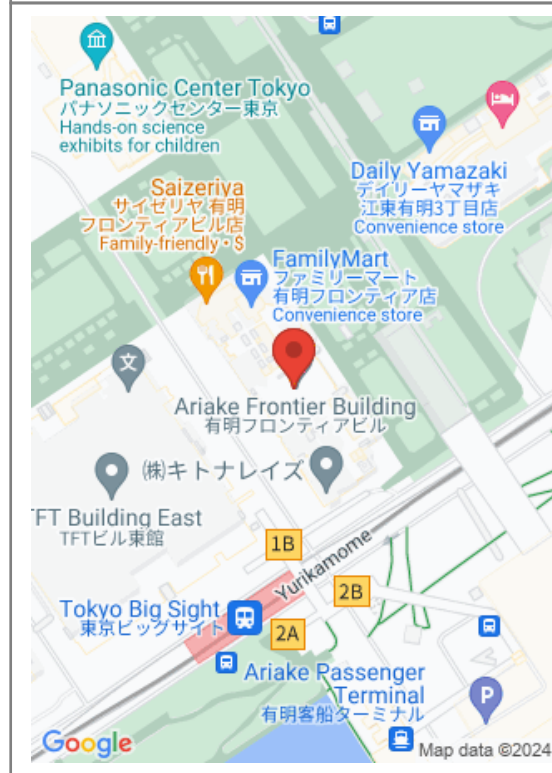 Panasonic Center Tokyo
パナソニックセンター東京
Hands-on science
exhibits for children
Daily Yamazaki
デイリーヤマザキ
江東有明3丁目店
Convenience store
Saizeriya
サイゼリヤ 有明
フロンティアビル店
Family-friendly • $
FamilyMart
ファミリーマート
有明フロンティア店
Convenience store
文
Ariake Frontier Building
有明フロンティアビル
(株)キトナレイズ
TFT Building East
TFTビル東館
1B
Yurikamome
2B
Tokyo Big Sight
東京ビッグサイト
2A
Ariake Passenger
Terminal
有明客船ターミナル
P
Google
Map data ©2024